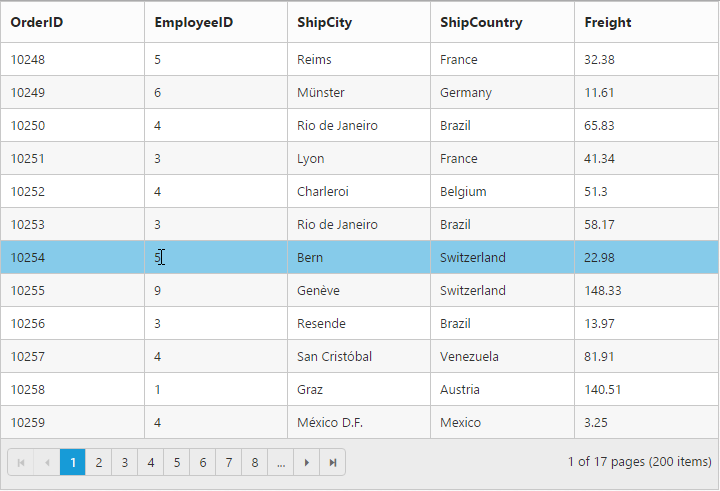 OrderID EmployeeID ShipCity ShipCountry Freight
10248 5 Reims France 32.38
10249 6 Münster Germany 11.61
10250 4 Rio de Janeiro Brazil 65.83
10251 3 Lyon France 41.34
10252 4 Charleroi Belgium 51.3
10253 3 Rio de Janeiro Brazil 58.17
10254 5 Bern Switzerland 22.98
10255 9 Genève Switzerland 148.33
10256 3 Resende Brazil 13.97
10257 4 San Cristóbal Venezuela 81.91
10258 1 Graz Austria 140.51
10259 4 México D.F. Mexico 3.25
1 2 3 4 5 6 7 8 ... 1 of 17 pages (200 items)